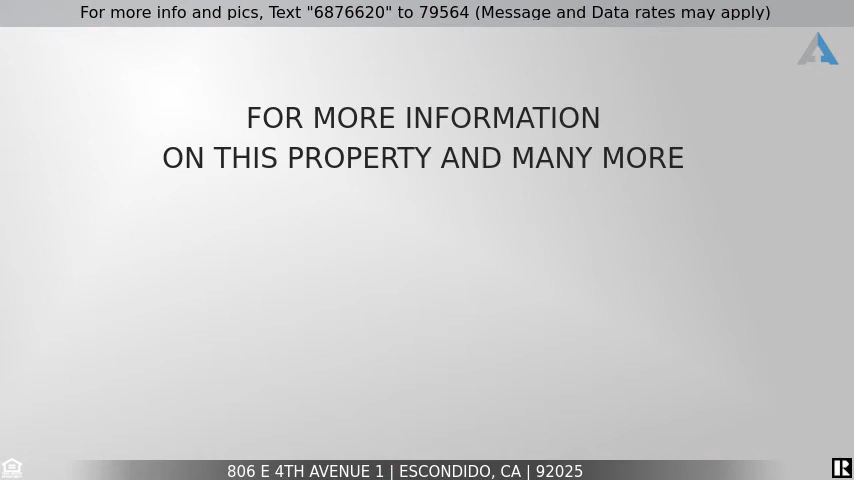 For more info and pics, Text "6876620" to 79564 (Message and Data rates may apply)
FOR MORE INFORMATION
ON THIS PROPERTY AND MANY MORE
806 E 4TH AVENUE 1 | ESCONDIDO, CA | 92025